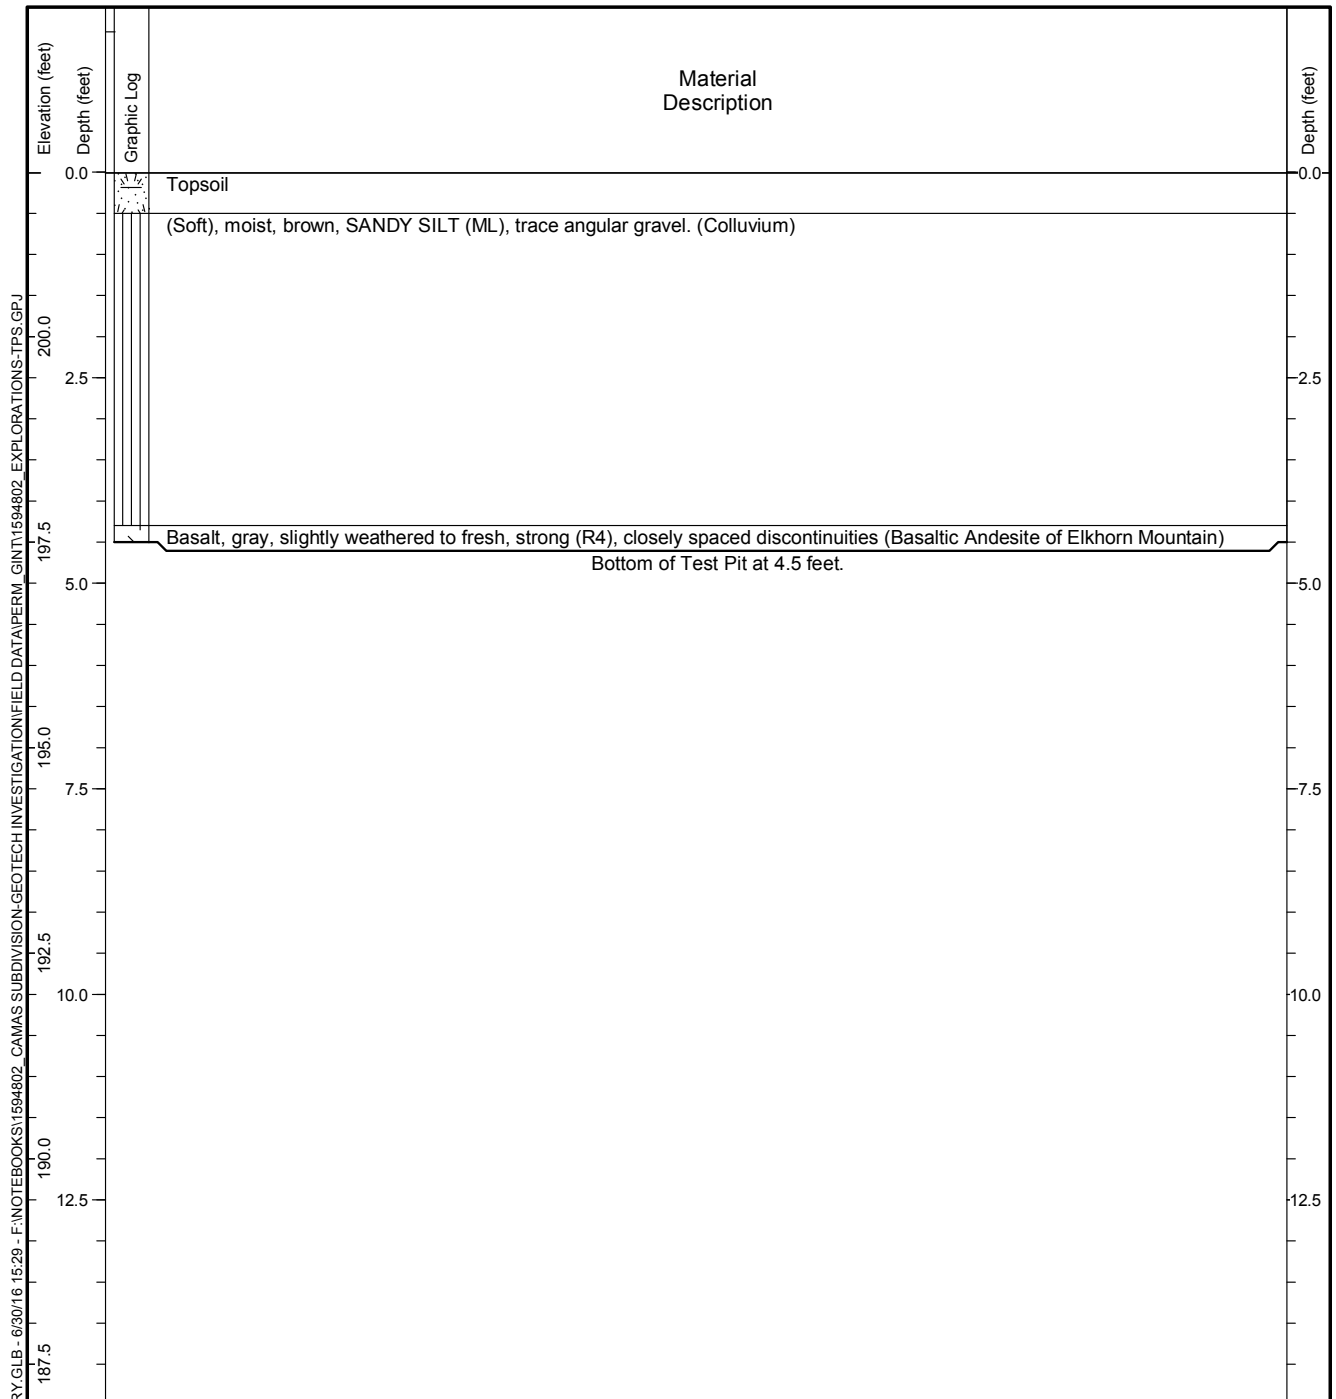 Elevation (feet)
Depth (feet)
Graphic Log
Material
Description
Depth (feet)
0.0
Topsoil
0.0
(Soft), moist, brown, SANDY SILT (ML), trace angular gravel. (Colluvium)
200.0
2.5
2.5
197.5
Basalt, gray, slightly weathered to fresh, strong (R4), closely spaced discontinuities (Basaltic Andesite of Elkhorn Mountain)
Bottom of Test Pit at 4.5 feet.
5.0
5.0
195.0
7.5
7.5
192.5
10.0
10.0
190.0
12.5
12.5
187.5
RY.GLB - 6/30/16 15:29 - F:\NOTEBOOKS\1594802_CAMAS SUBDIVISION-GEOTECH INVESTIGATION\FIELD DATA\PERM_GINT\1594802_EXPLORATIONS-TPS.GPJ